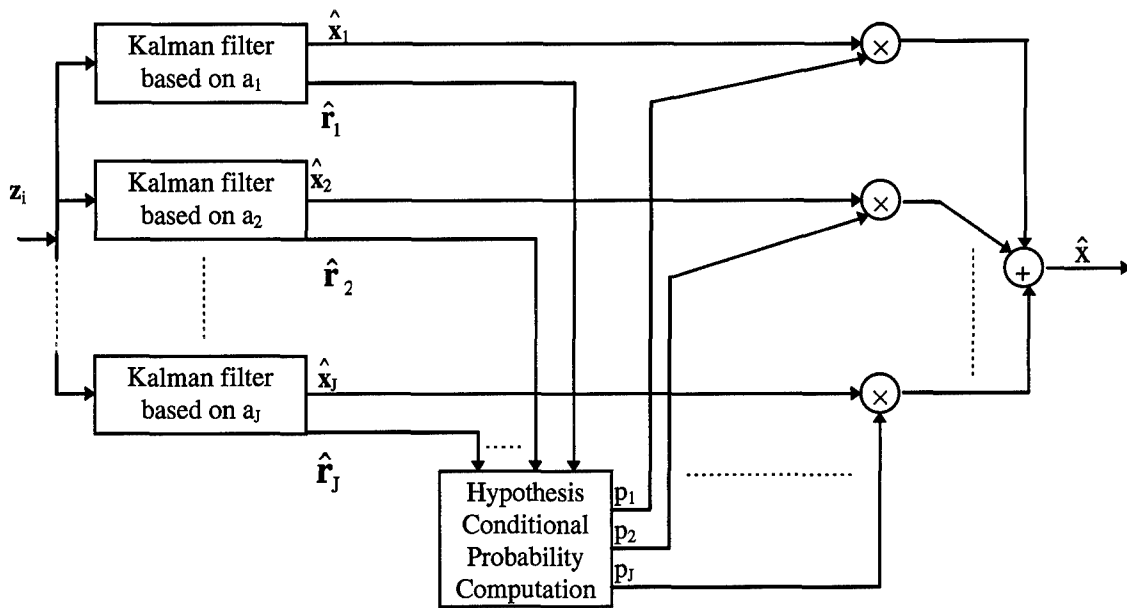 x̂₁
Kalman filter
based on a₁
×
r̂₁
zᵢ
Kalman filter
based on a₂
x̂₂
×
r̂ ₂
x̂
+
Kalman filter
based on a_J
x̂_J
×
r̂_J
Hypothesis
Conditional
Probability
Computation
p₁
p₂
p_J